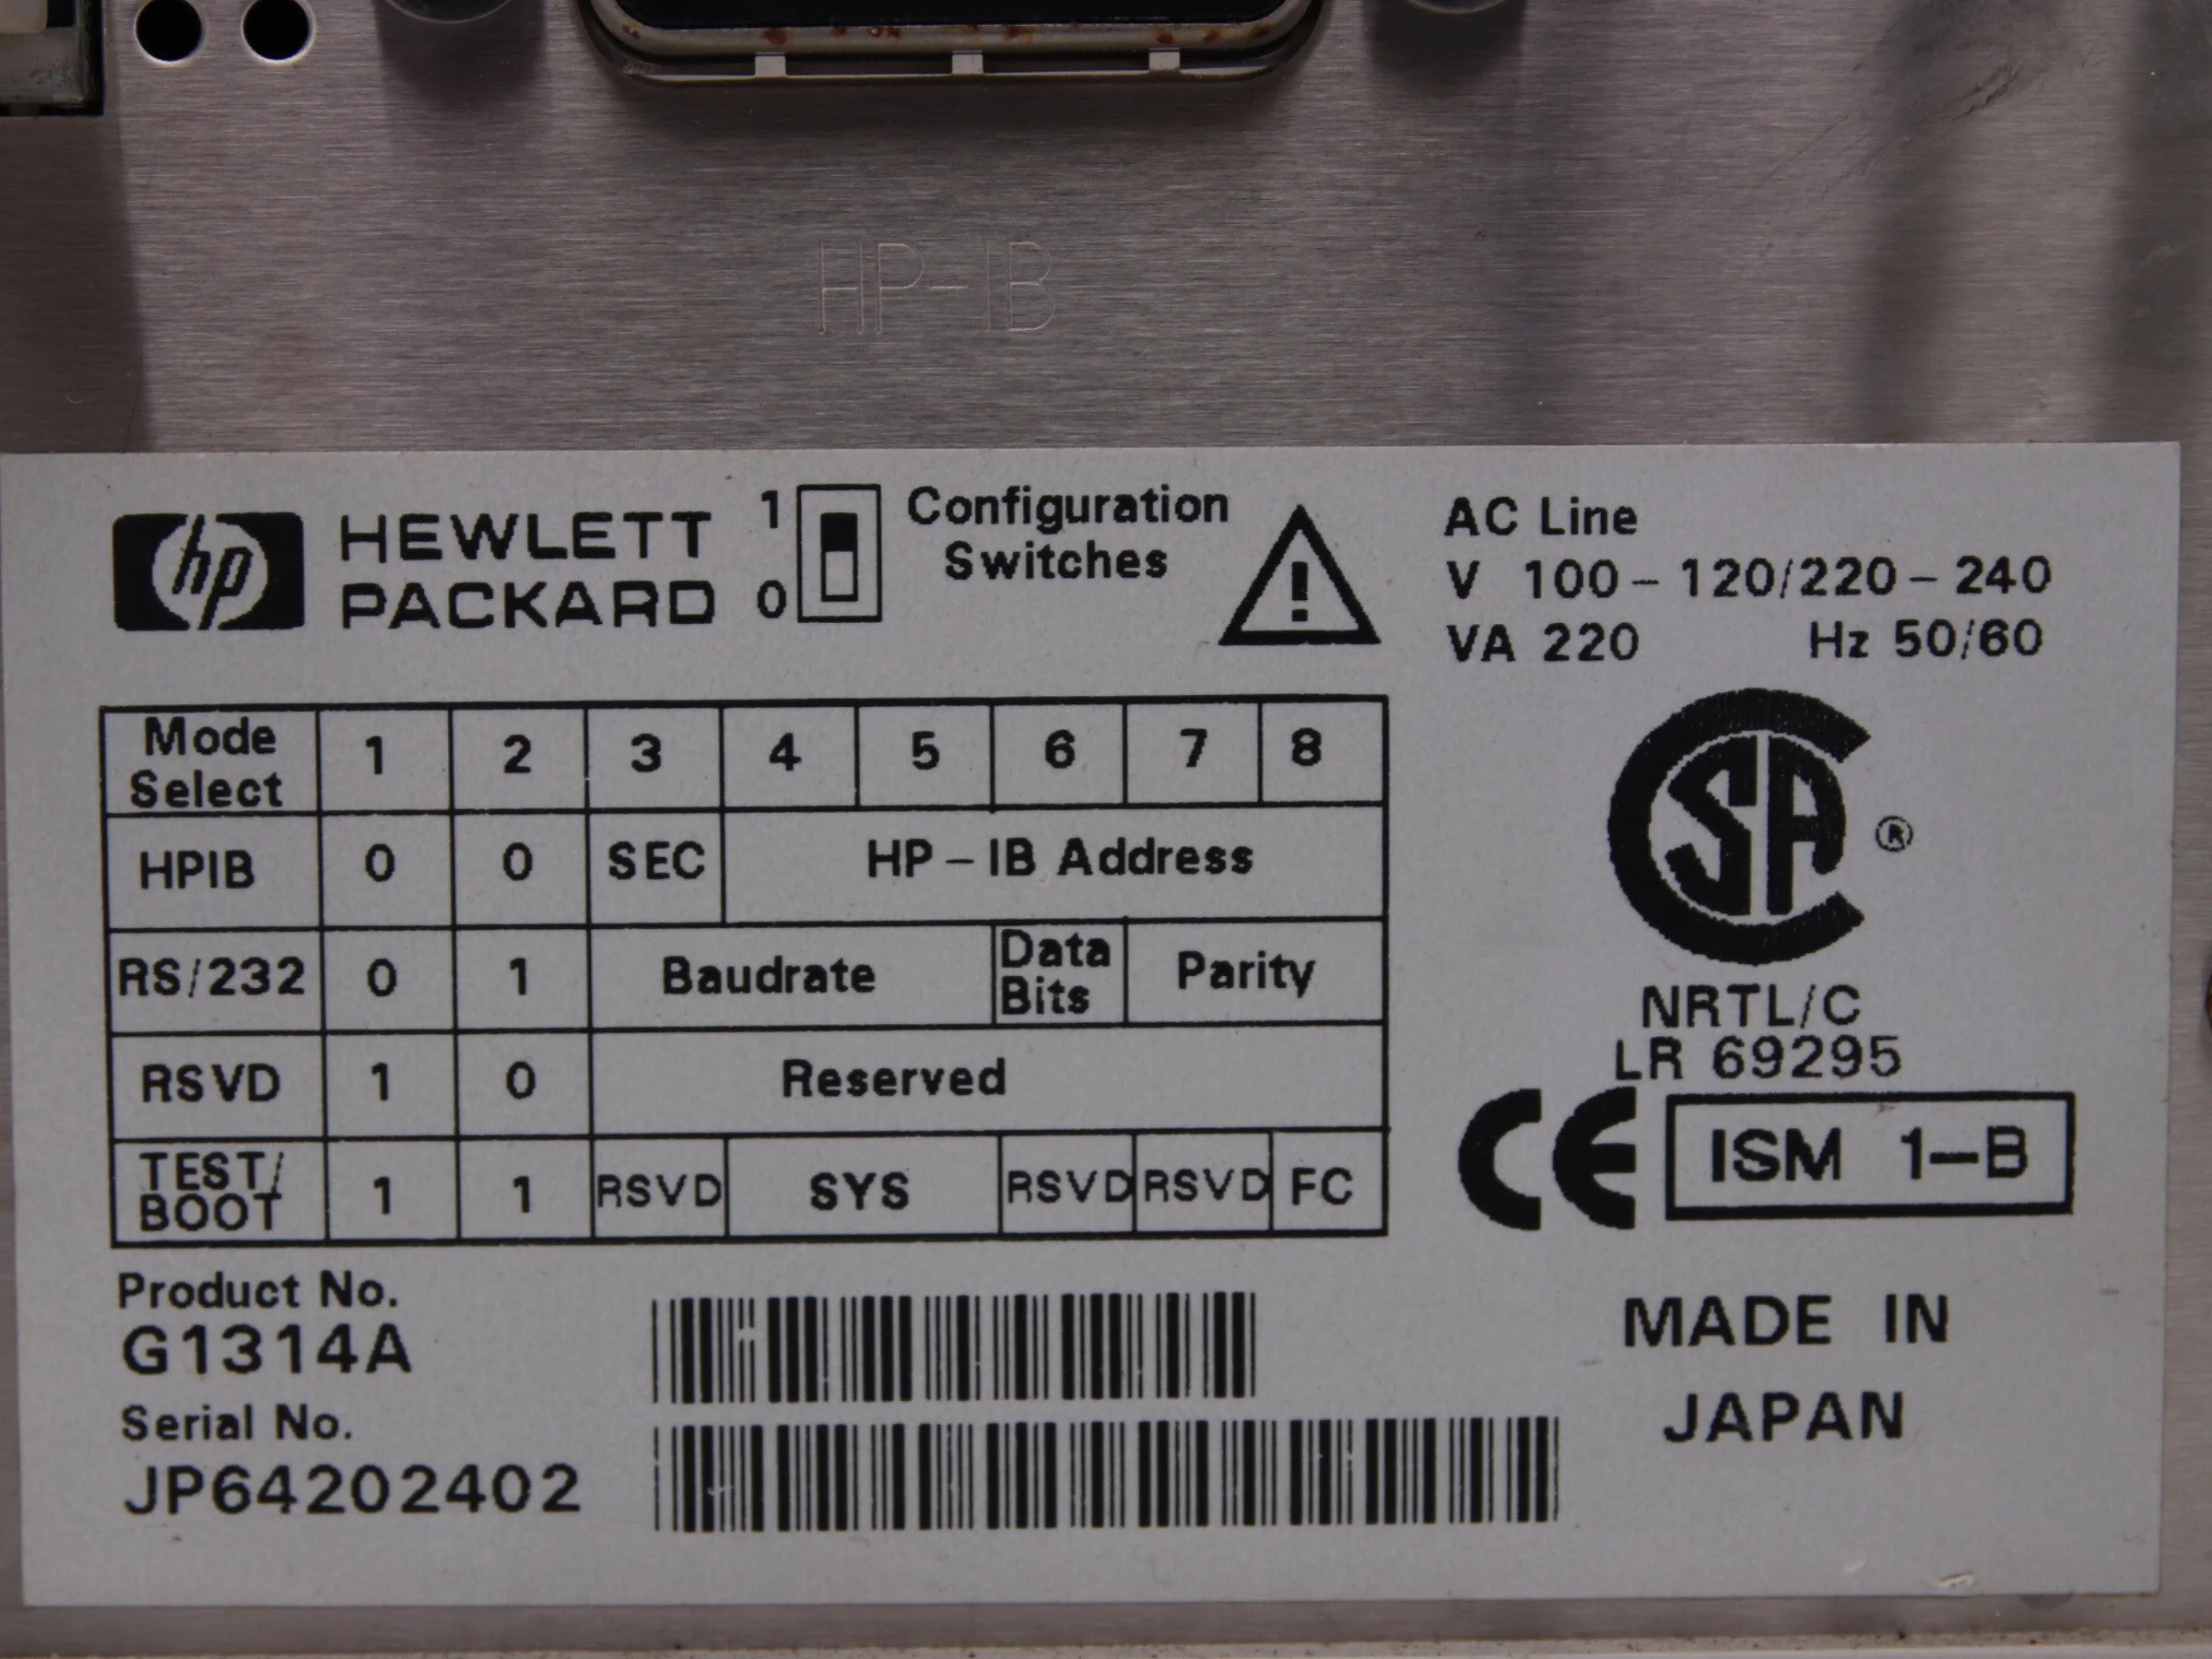 HP-IB
hp HEWLETT PACKARD
1 0 Configuration Switches
AC Line
V 100-120/220-240
VA 220 Hz 50/60
Mode Select 1 2 3 4 5 6 7 8
HPIB 0 0 SEC HP-IB Address
RS/232 0 1 Baudrate Data Bits Parity
RSVD 1 0 Reserved
TEST/BOOT 1 1 RSVD SYS RSVD RSVD FC
CSA ®
NRTL/C
LR 69295
CE ISM 1-B
Product No.
G1314A
Serial No.
JP64202402
MADE IN
JAPAN